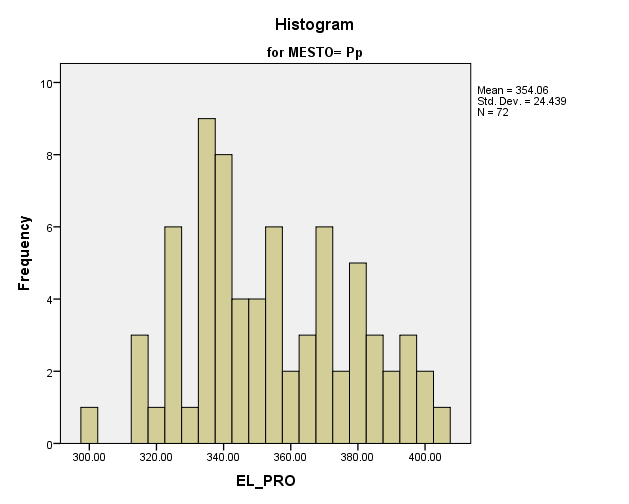 Histogram
for MESTO= Pp
Mean = 354.06
Std. Dev. = 24.439
N = 72
10
8
6
4
2
0
Frequency
300.00 320.00 340.00 360.00 380.00 400.00
EL_PRO